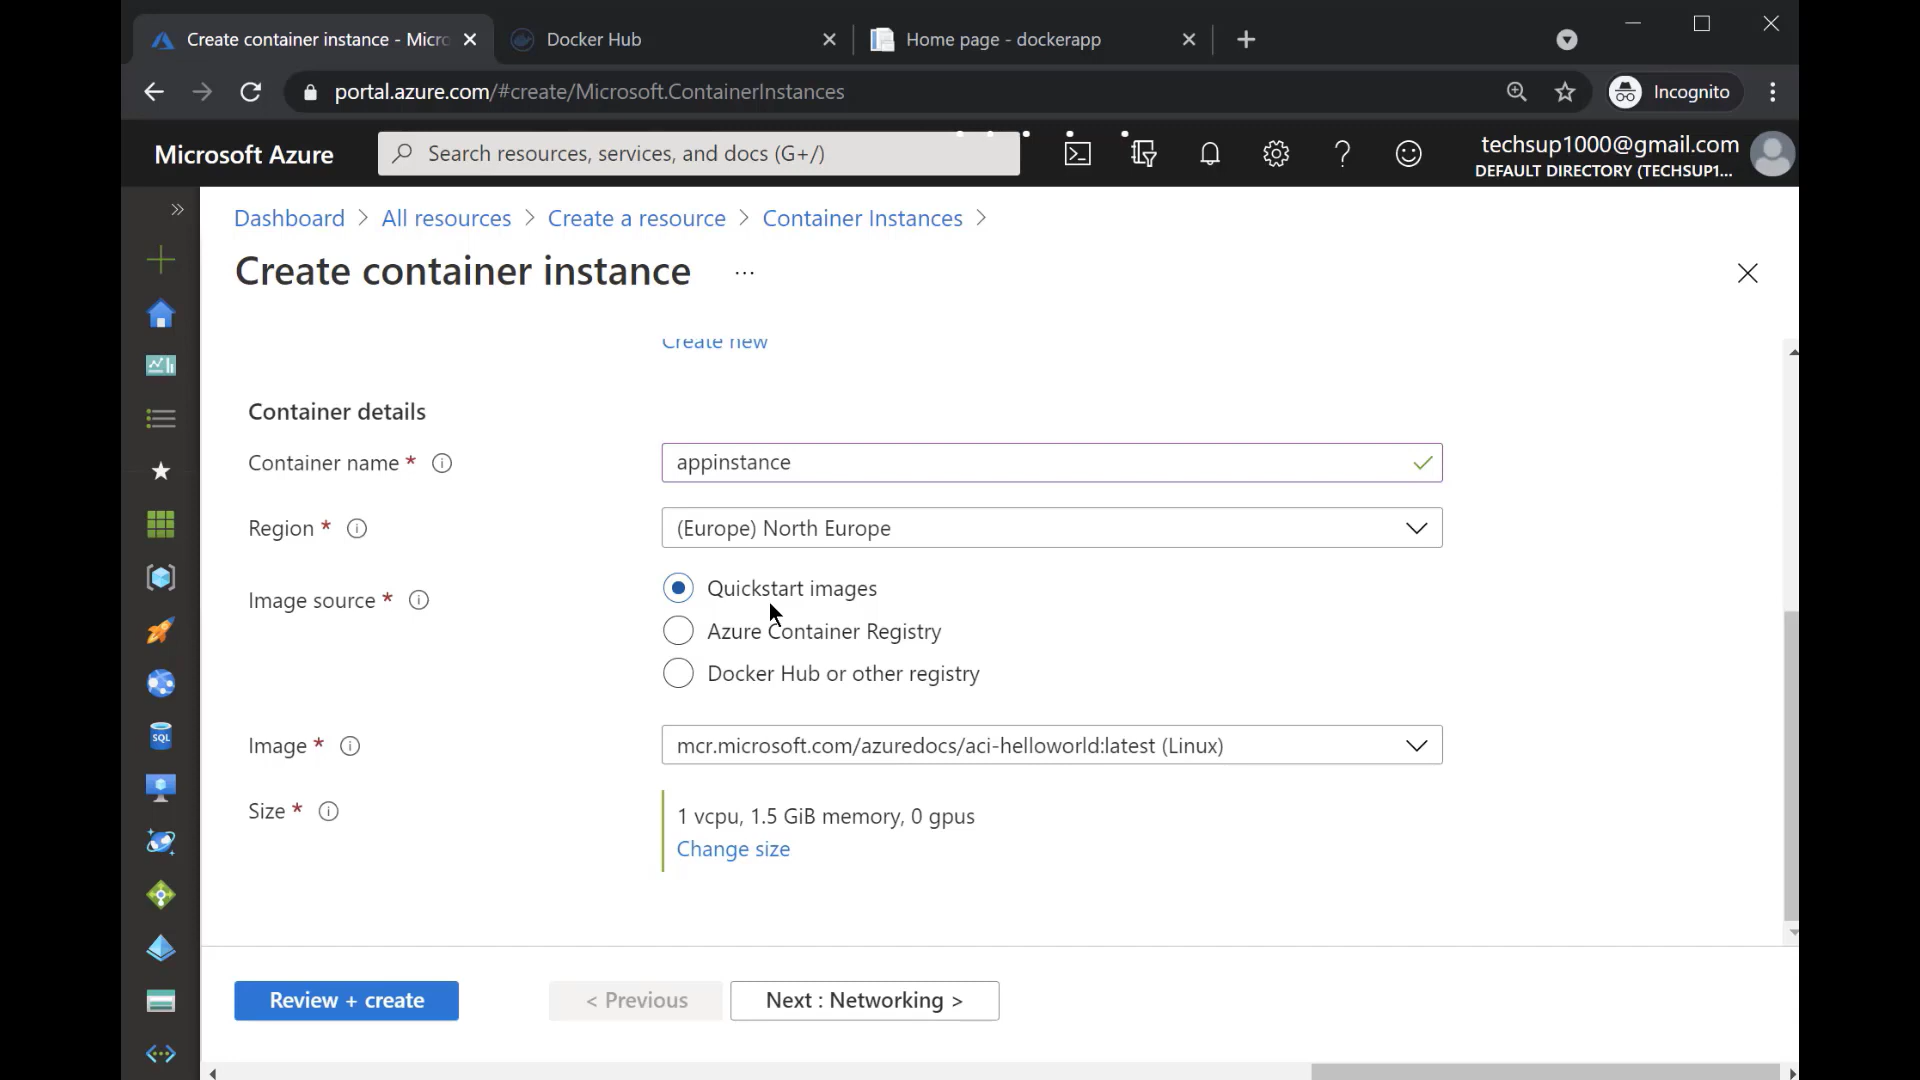 Create container instance - Micro
Docker Hub
Home page - dockerapp
portal.azure.com/#create/Microsoft.ContainerInstances
Incognito
Microsoft Azure
Search resources, services, and docs (G+/)
techsup1000@gmail.com
DEFAULT DIRECTORY (TECHSUP1...
Dashboard > All resources > Create a resource > Container Instances >
Create container instance ...
Create new
Container details
Container name *
appinstance
Region *
(Europe) North Europe
Image source *
Quickstart images
Azure Container Registry
Docker Hub or other registry
Image *
mcr.microsoft.com/azuredocs/aci-helloworld:latest (Linux)
Size *
1 vcpu, 1.5 GiB memory, 0 gpus
Change size
SQL
Review + create
< Previous
Next : Networking >